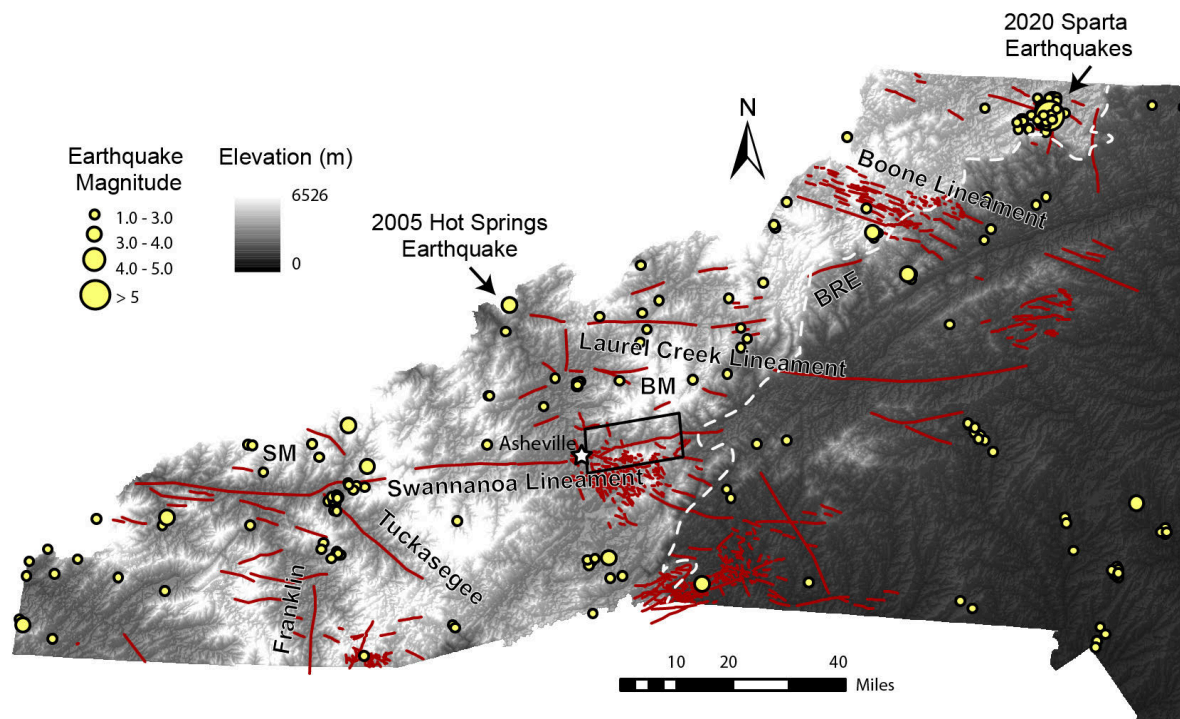 2020 Sparta
Earthquakes
N
Earthquake
Magnitude
1.0 - 3.0
3.0 - 4.0
4.0 - 5.0
> 5
Elevation (m)
6526
0
2005 Hot Springs
Earthquake
Boone Lineament
BRE
Laurel Creek Lineament
BM
Asheville
SM
Swannanoa Lineament
Tuckasegee
Franklin
10
20
40
Miles